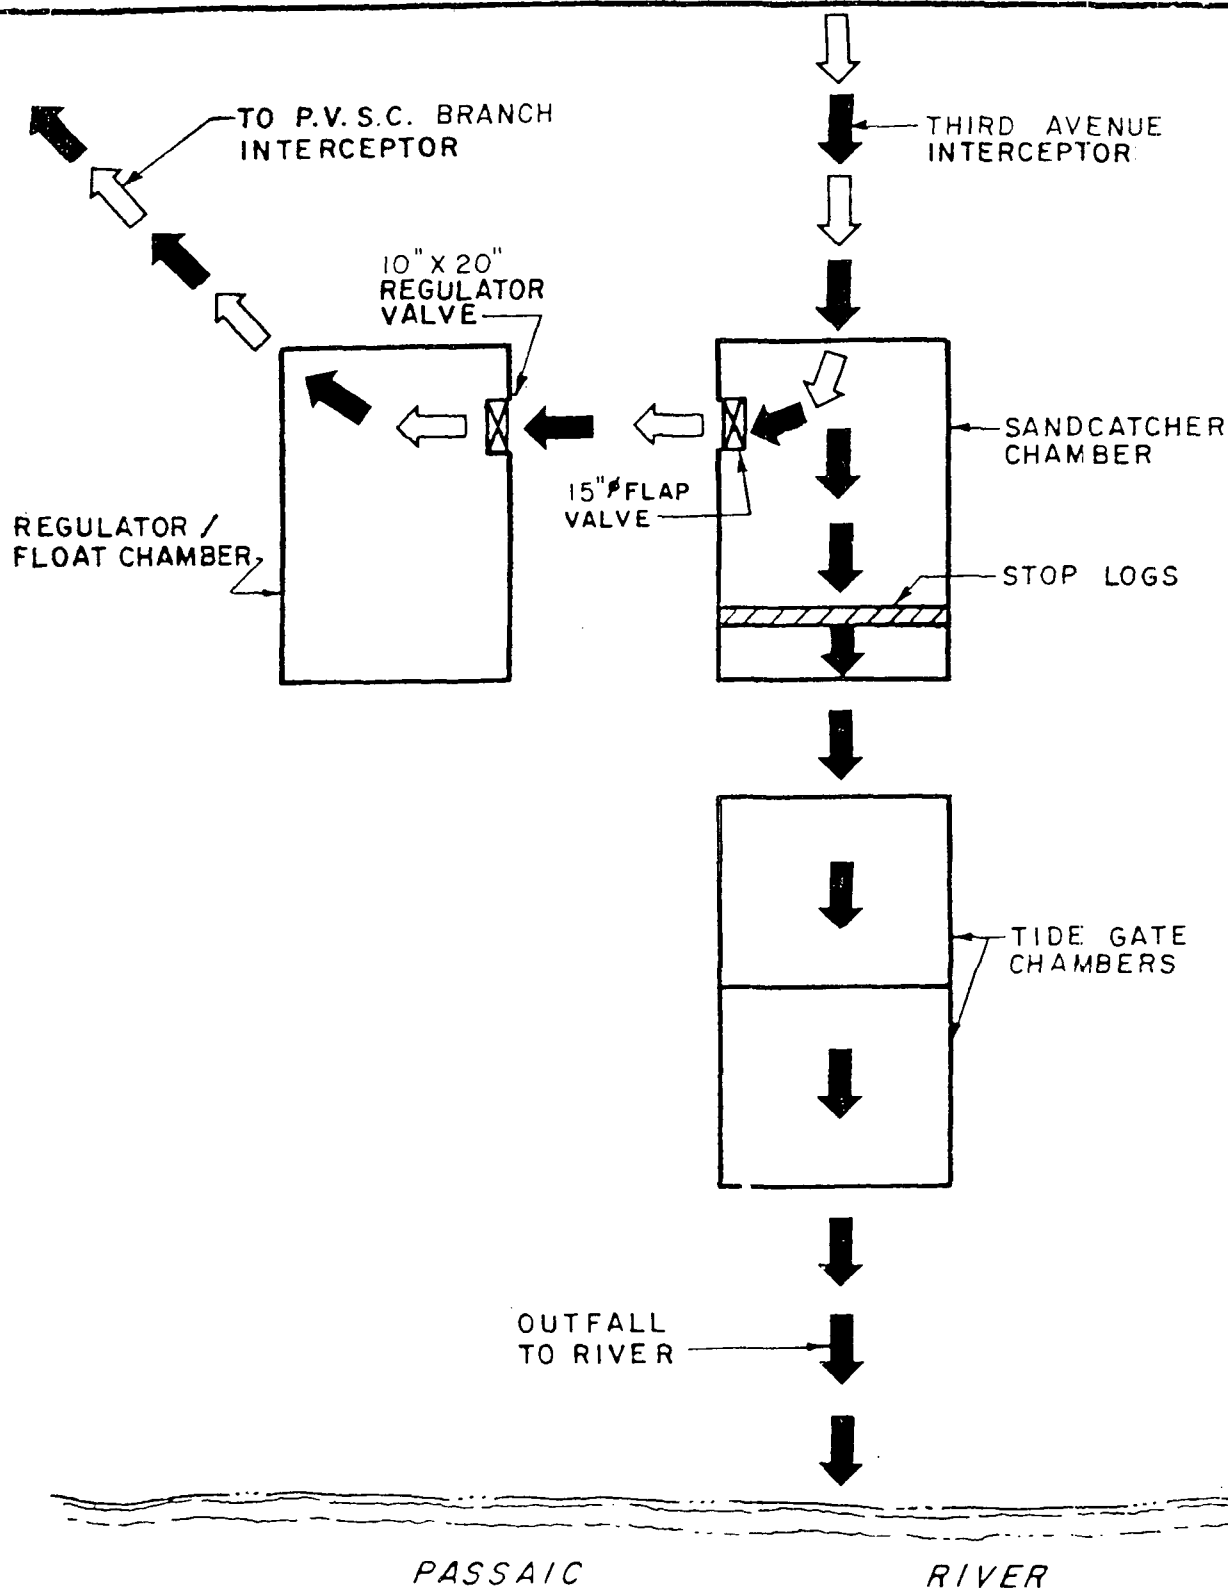 TO P.V.S.C. BRANCH
INTERCEPTOR
THIRD AVENUE
INTERCEPTOR
10" X 20"
REGULATOR
VALVE
SANDCATCHER
CHAMBER
15"ø FLAP
VALVE
REGULATOR /
FLOAT CHAMBER
STOP LOGS
TIDE GATE
CHAMBERS
OUTFALL
TO RIVER
PASSAIC RIVER